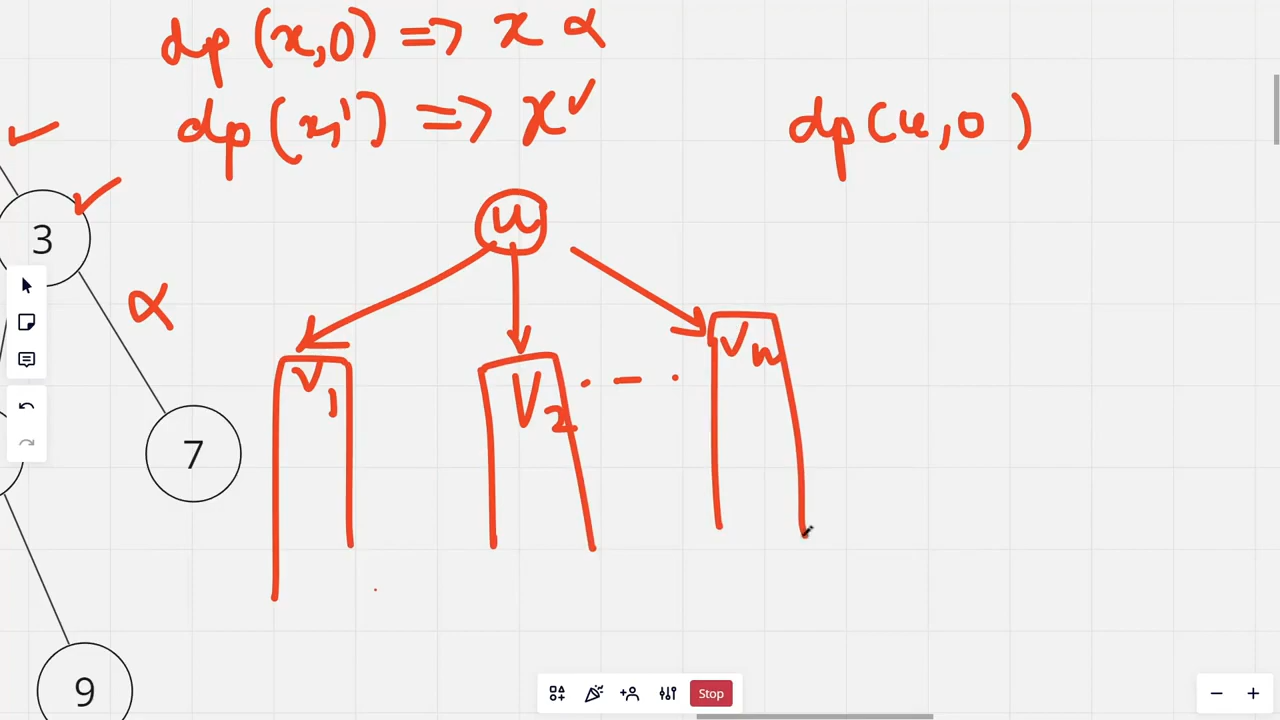 dp (x,0) => x α
dp (x,1) => x ✓
dp(u,0)
u
3
α
V1
V2
Vn
7
9
Stop